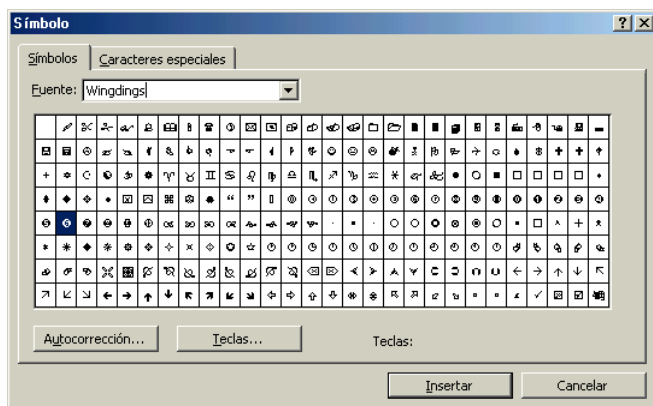 Símbolo
Símbolos
Caracteres especiales
Fuente: Wingdings
Autocorrección...
Teclas...
Teclas:
Insertar
Cancelar